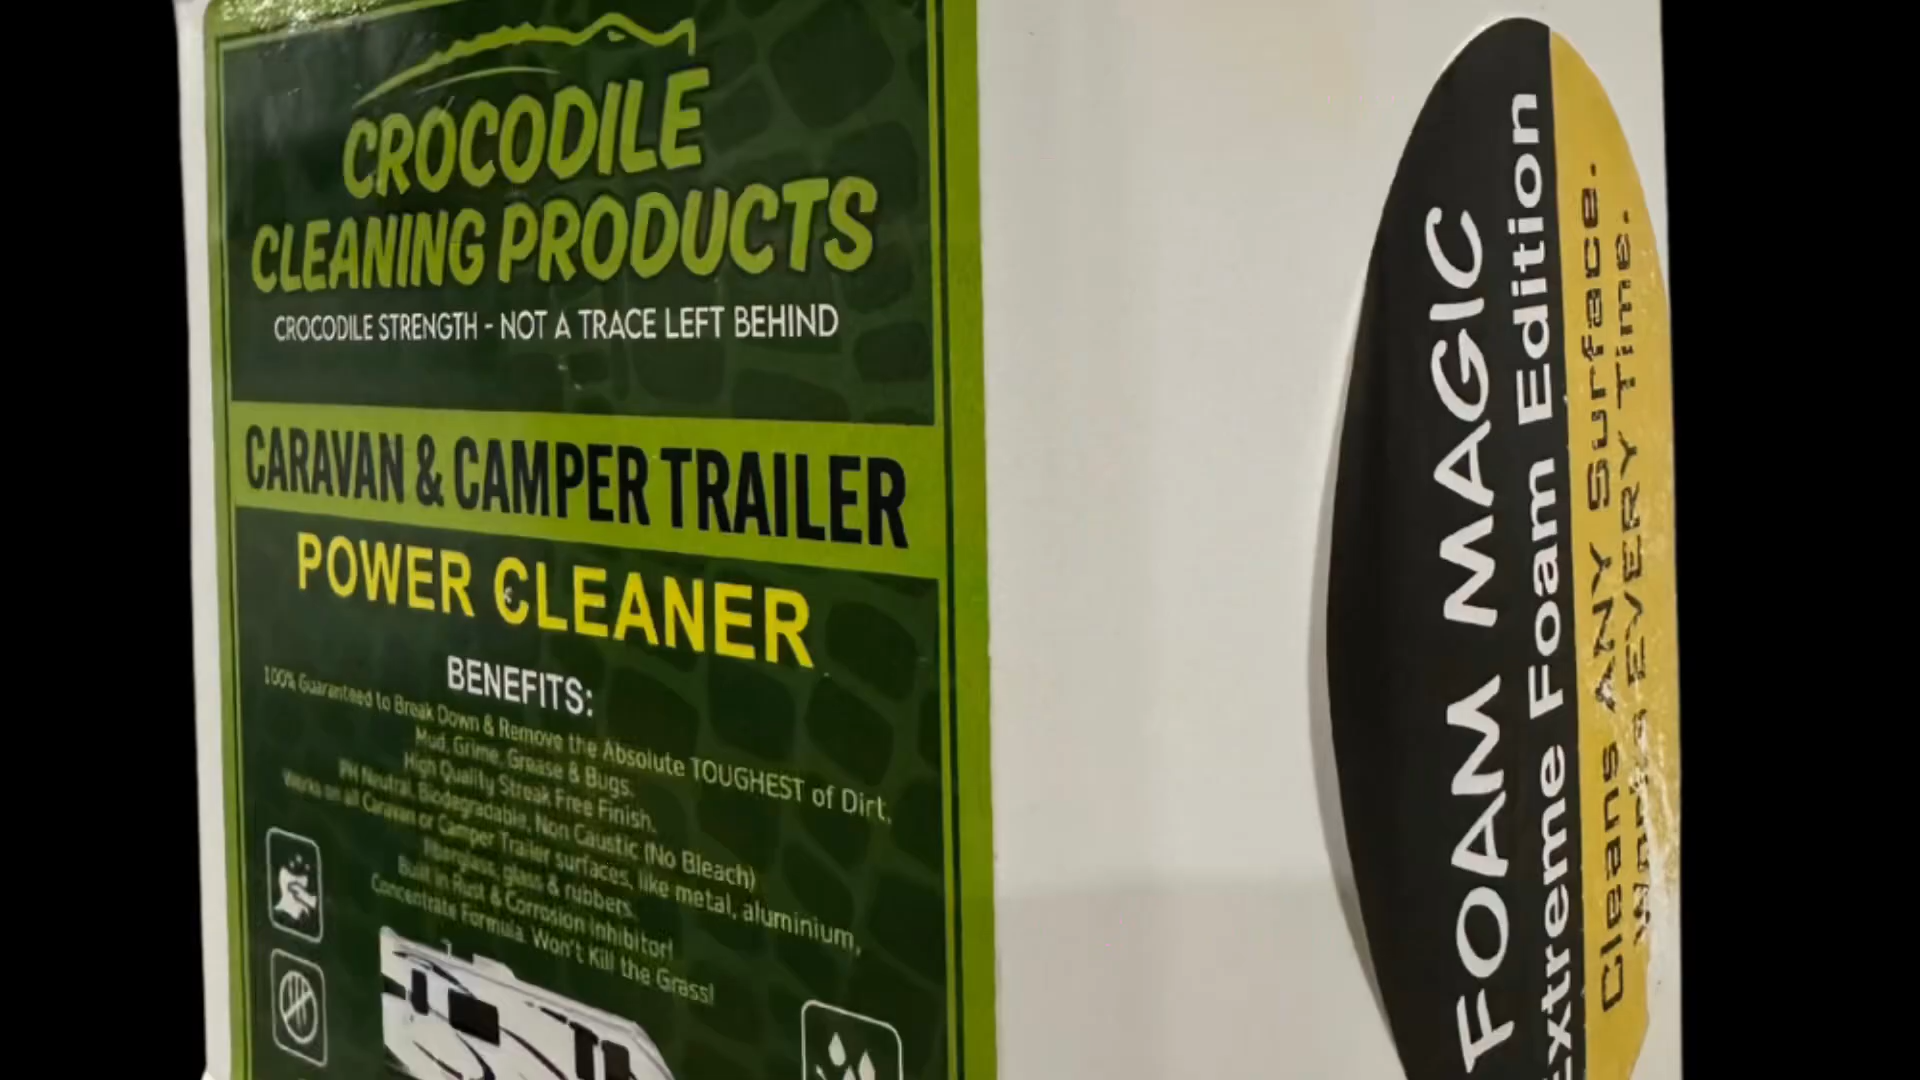 CROCODILE
CLEANING PRODUCTS
CROCODILE STRENGTH - NOT A TRACE LEFT BEHIND
CARAVAN & CAMPER TRAILER
POWER CLEANER
BENEFITS:
100% Guaranteed to Break Down & Remove the Absolute TOUGHEST of Dirt,
Mud, Grime, Grease & Bugs.
High Quality Streak Free Finish.
PH Neutral, Biodegradable, Non Caustic (No Bleach)
Works on all Caravan or Camper Trailer surfaces, like metal, aluminium,
fiberglass, glass & rubbers.
Built in Rust & Corrosion Inhibitor!
Concentrate Formula. Won't Kill the Grass!
FOAM MAGIC
Extreme Foam Edition
Cleans ANY Surface.
Works EVERY Time.